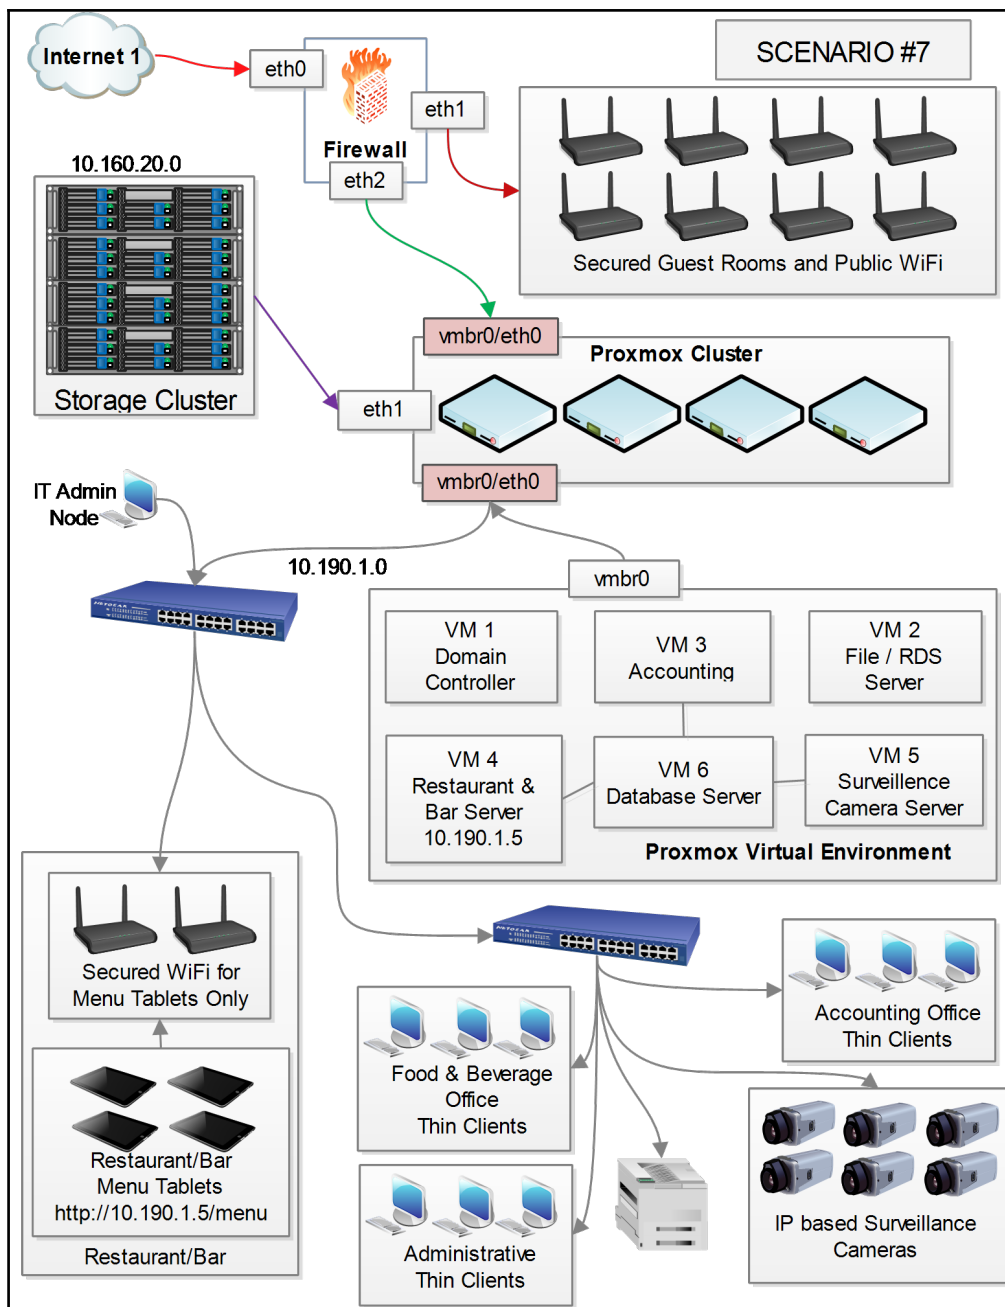 Internet 1
eth0
SCENARIO #7
eth1
Firewall
eth2
10.160.20.0
Secured Guest Rooms and Public WiFi
vmbr0/eth0
Proxmox Cluster
Storage Cluster
eth1
vmbr0/eth0
IT Admin
Node
10.190.1.0
vmbr0
NETGEAR
VM 1
Domain
Controller
VM 3
Accounting
VM 2
File / RDS
Server
VM 4
Restaurant &
Bar Server
10.190.1.5
VM 6
Database Server
VM 5
Surveillence
Camera Server
Proxmox Virtual Environment
Secured WiFi for
Menu Tablets Only
NETGEAR
Accounting Office
Thin Clients
Food & Beverage
Office
Thin Clients
Restaurant/Bar
Menu Tablets
http://10.190.1.5/menu
Restaurant/Bar
Administrative
Thin Clients
IP based Surveillance
Cameras